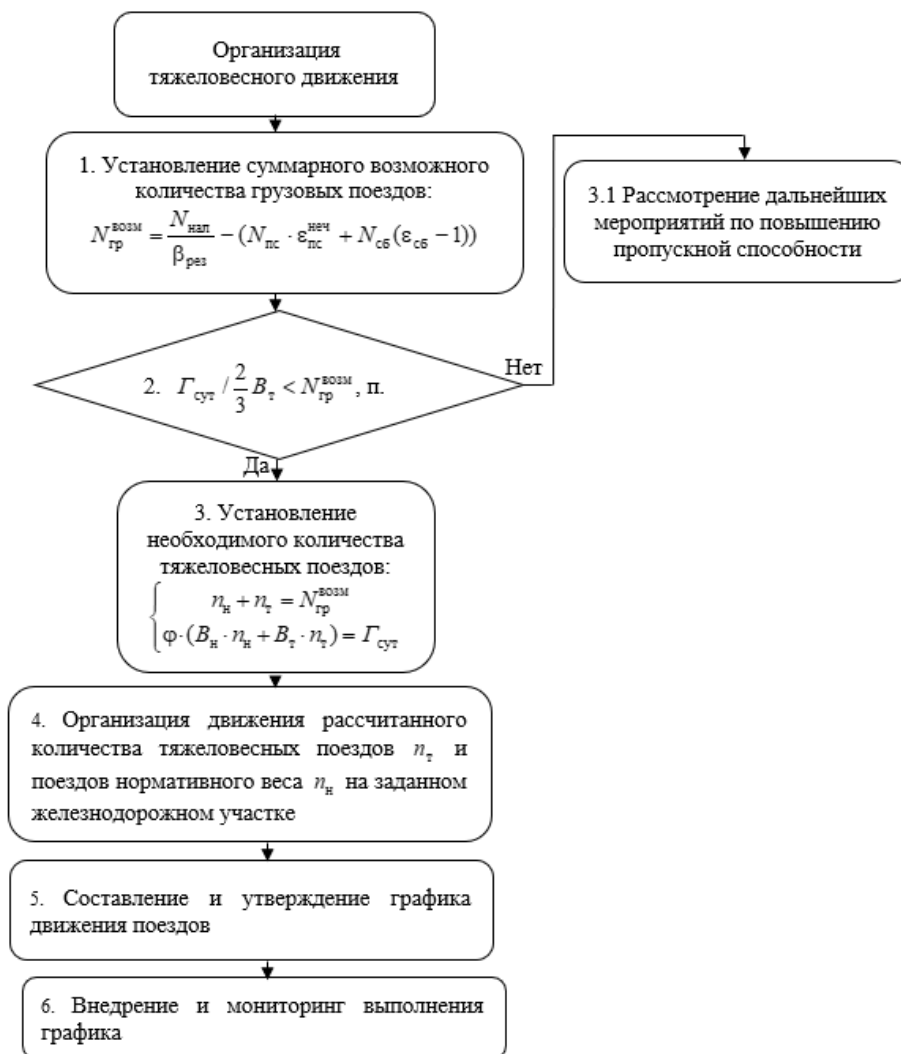 Организация
тяжеловесного движения
1. Установление суммарного возможного
количества грузовых поездов:
N_гр^возм = N_нал / β_рез − (N_пс · ε_пс^неч + N_сб(ε_сб − 1))
3.1 Рассмотрение дальнейших
мероприятий по повышению
пропускной способности
2. Г_сут / 2/3 B_т < N_гр^возм, п.
Нет
Да
3. Установление
необходимого количества
тяжеловесных поездов:
{ n_н + n_т = N_гр^возм
φ·(B_н · n_н + B_т · n_т) = Г_сут
4. Организация движения рассчитанного
количества тяжеловесных поездов n_т и
поездов нормативного веса n_н на заданном
железнодорожном участке
5. Составление и утверждение графика
движения поездов
6. Внедрение и мониторинг выполнения
графика